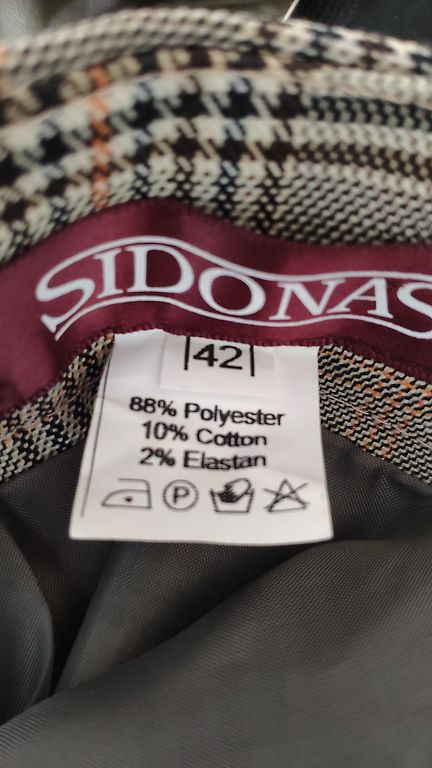 SIDONAS
42
88% Polyester
10% Cotton
2% Elastan
P